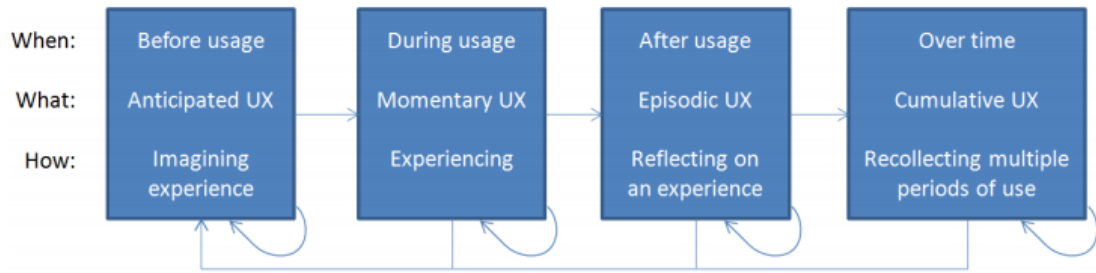 When: Before usage During usage After usage Over time
What: Anticipated UX Momentary UX Episodic UX Cumulative UX
How: Imagining Experiencing Reflecting on Recollecting multiple
experience an experience periods of use